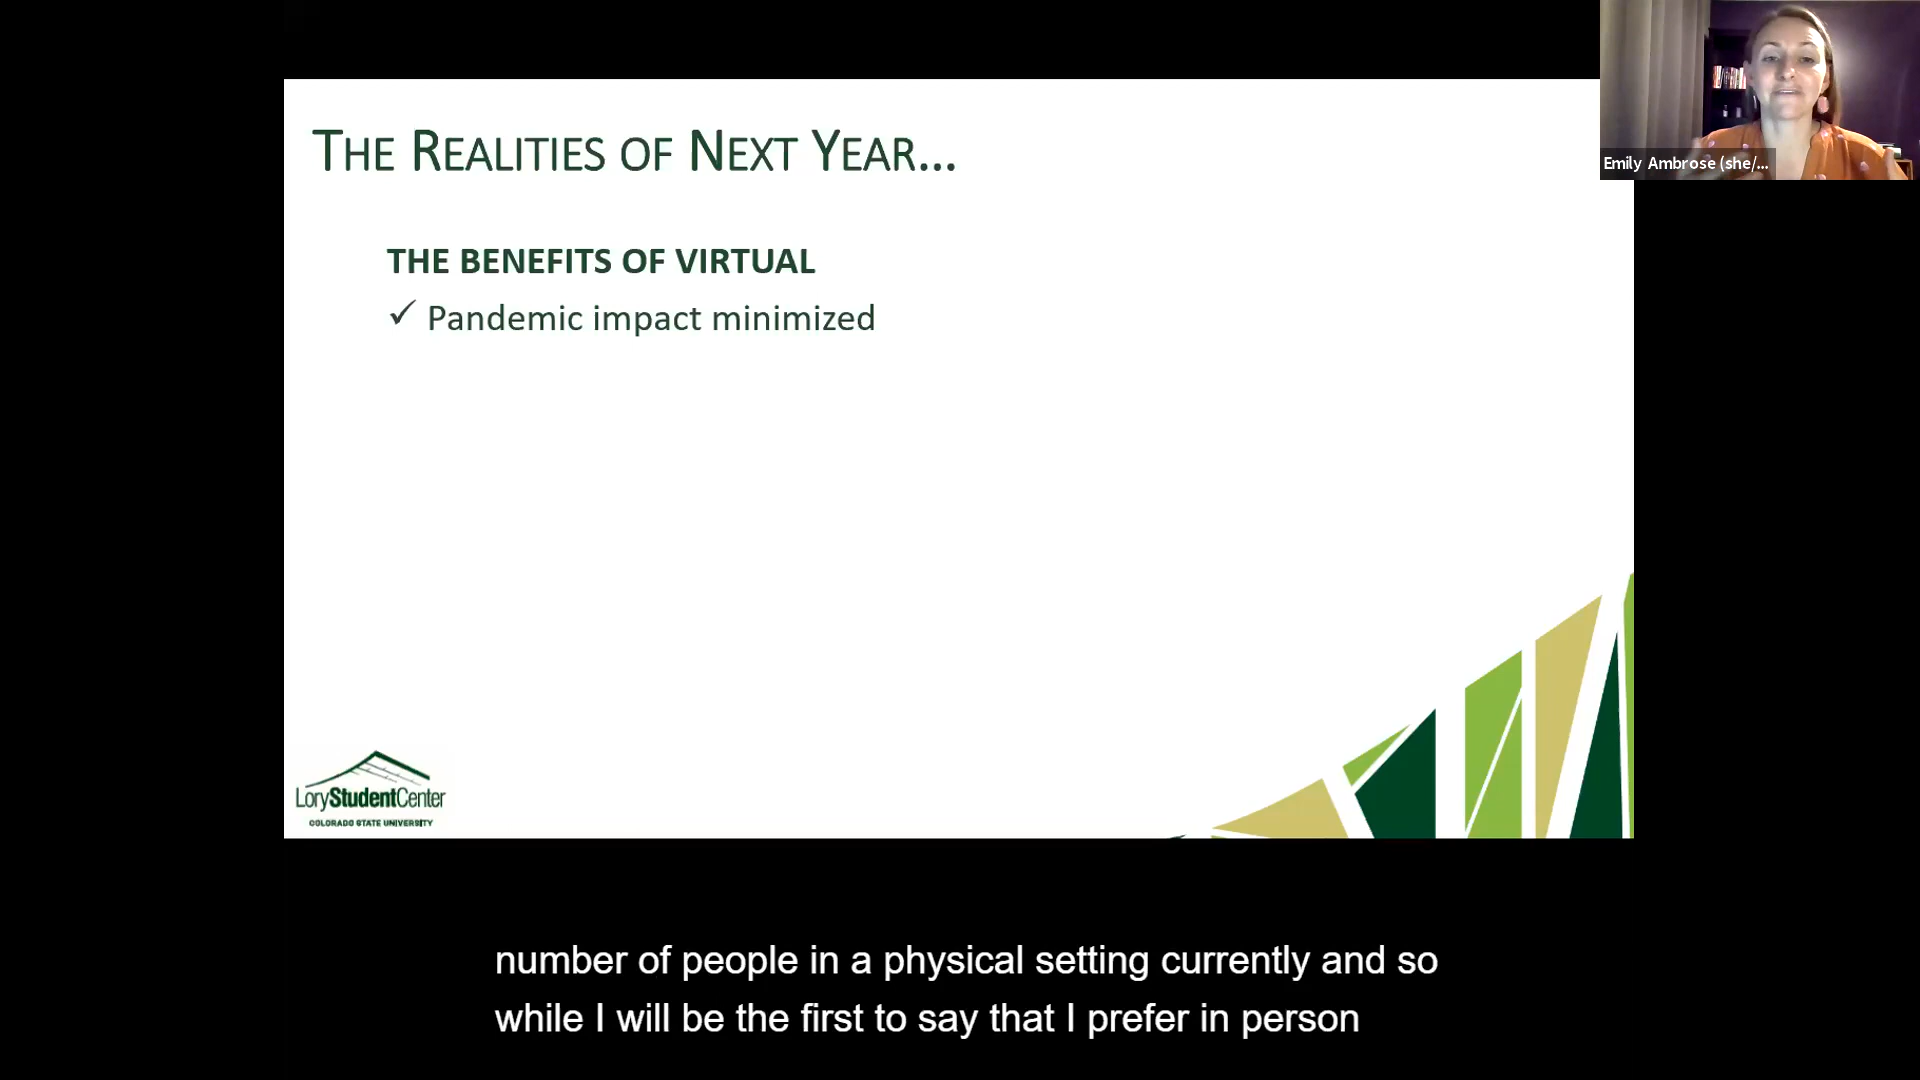 THE REALITIES OF NEXT YEAR...
Emily Ambrose (she/...
THE BENEFITS OF VIRTUAL
✓ Pandemic impact minimized
LoryStudentCenter
COLORADO STATE UNIVERSITY
number of people in a physical setting currently and so
while I will be the first to say that I prefer in person